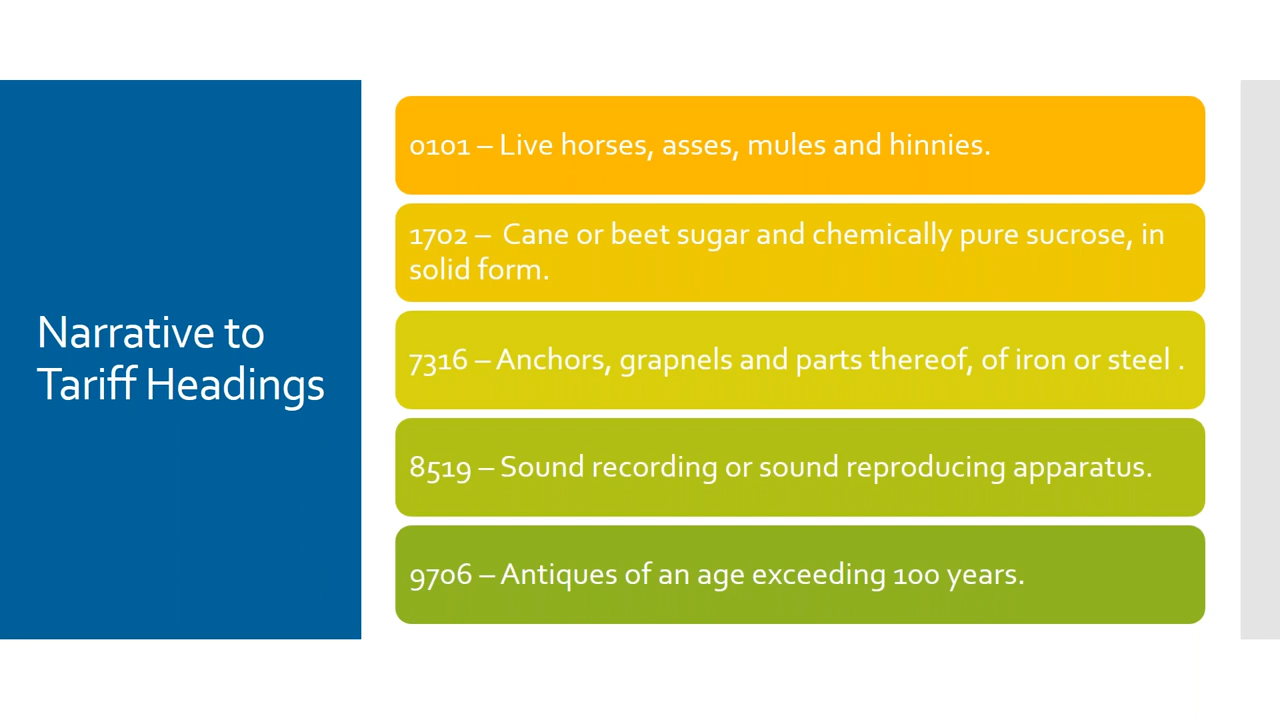 Narrative to
Tariff Headings
0101 – Live horses, asses, mules and hinnies.
1702 – Cane or beet sugar and chemically pure sucrose, in
solid form.
7316 – Anchors, grapnels and parts thereof, of iron or steel .
8519 – Sound recording or sound reproducing apparatus.
9706 – Antiques of an age exceeding 100 years.